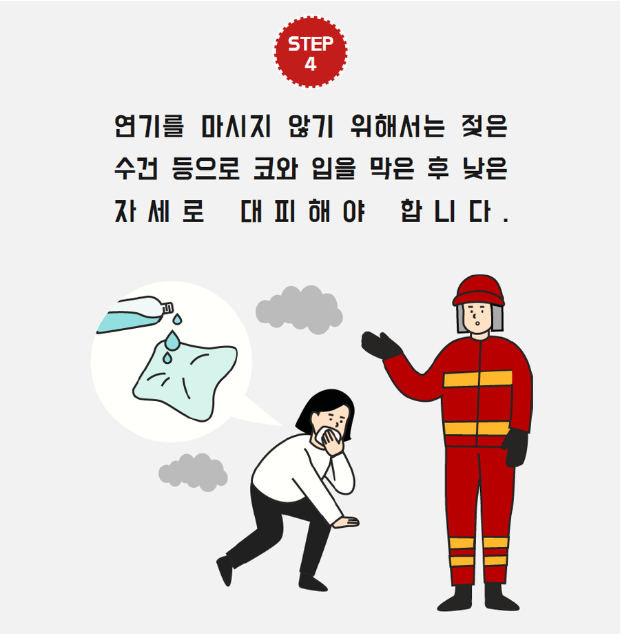 STEP
4
연기를 마시지 않기 위해서는 젖은
수건 등으로 코와 입을 막은 후 낮은
자세로 대피해야 합니다.